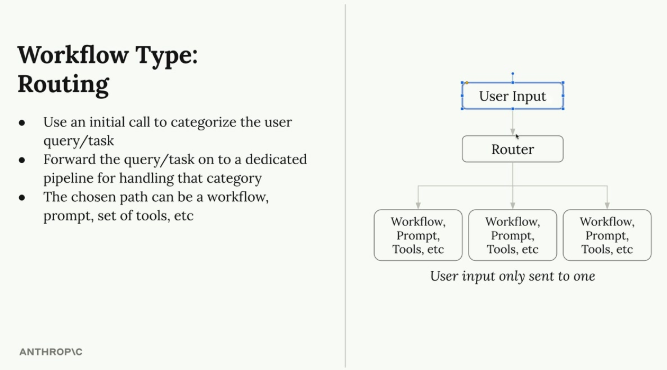 Workflow Type:
Routing
● Use an initial call to categorize the user
query/task
● Forward the query/task on to a dedicated
pipeline for handling that category
● The chosen path can be a workflow,
prompt, set of tools, etc
ANTHROP\C
User Input
Router
Workflow,
Prompt,
Tools, etc
Workflow,
Prompt,
Tools, etc
Workflow,
Prompt,
Tools, etc
User input only sent to one